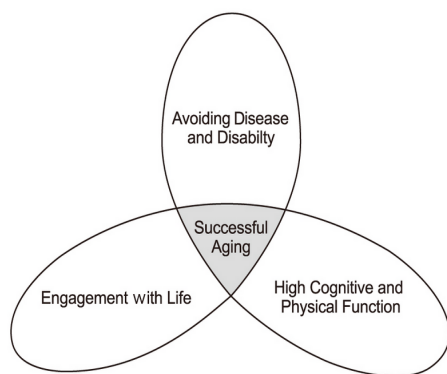 Avoiding Disease
and Disabilty
Successful
Aging
Engagement with Life
High Cognitive and
Physical Function